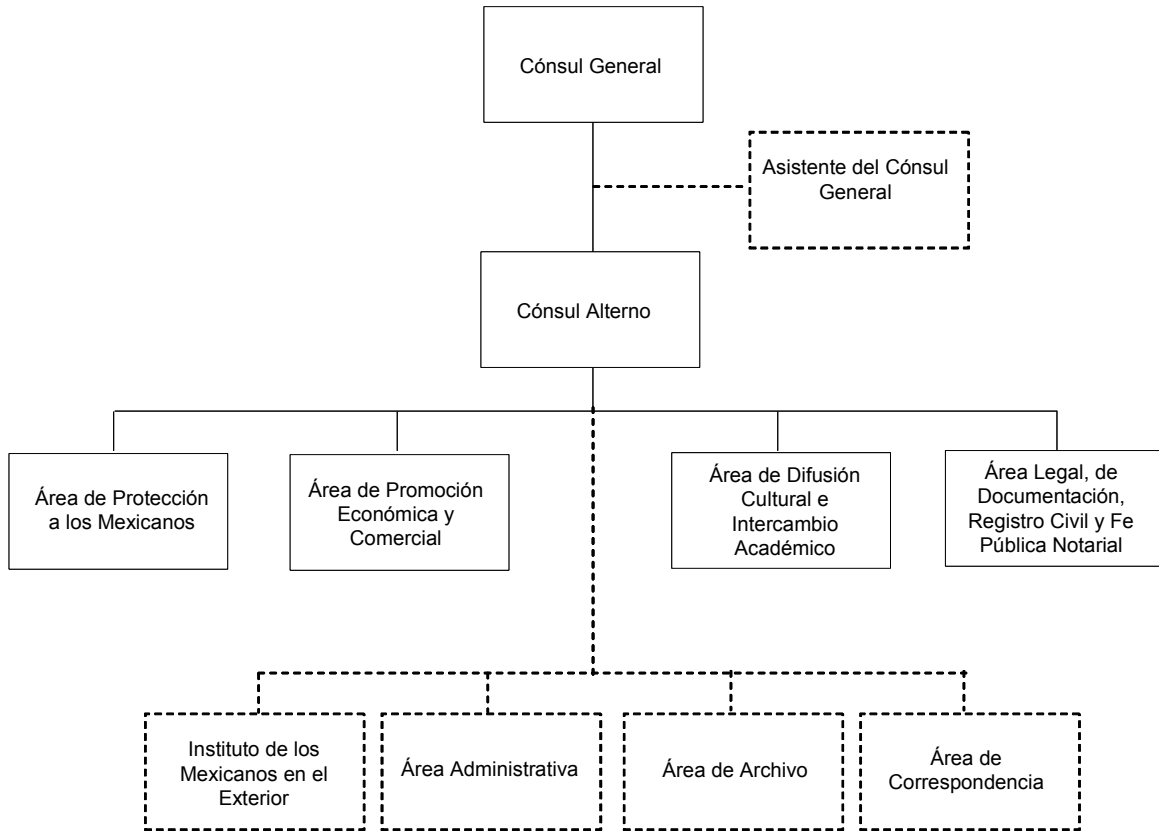 Cónsul General
Asistente del Cónsul
General
Cónsul Alterno
Área de Protección
a los Mexicanos
Área de Promoción
Económica y
Comercial
Área de Difusión
Cultural e
Intercambio
Académico
Área Legal, de
Documentación,
Registro Civil y Fe
Pública Notarial
Instituto de los
Mexicanos en el
Exterior
Área Administrativa
Área de Archivo
Área de
Correspondencia